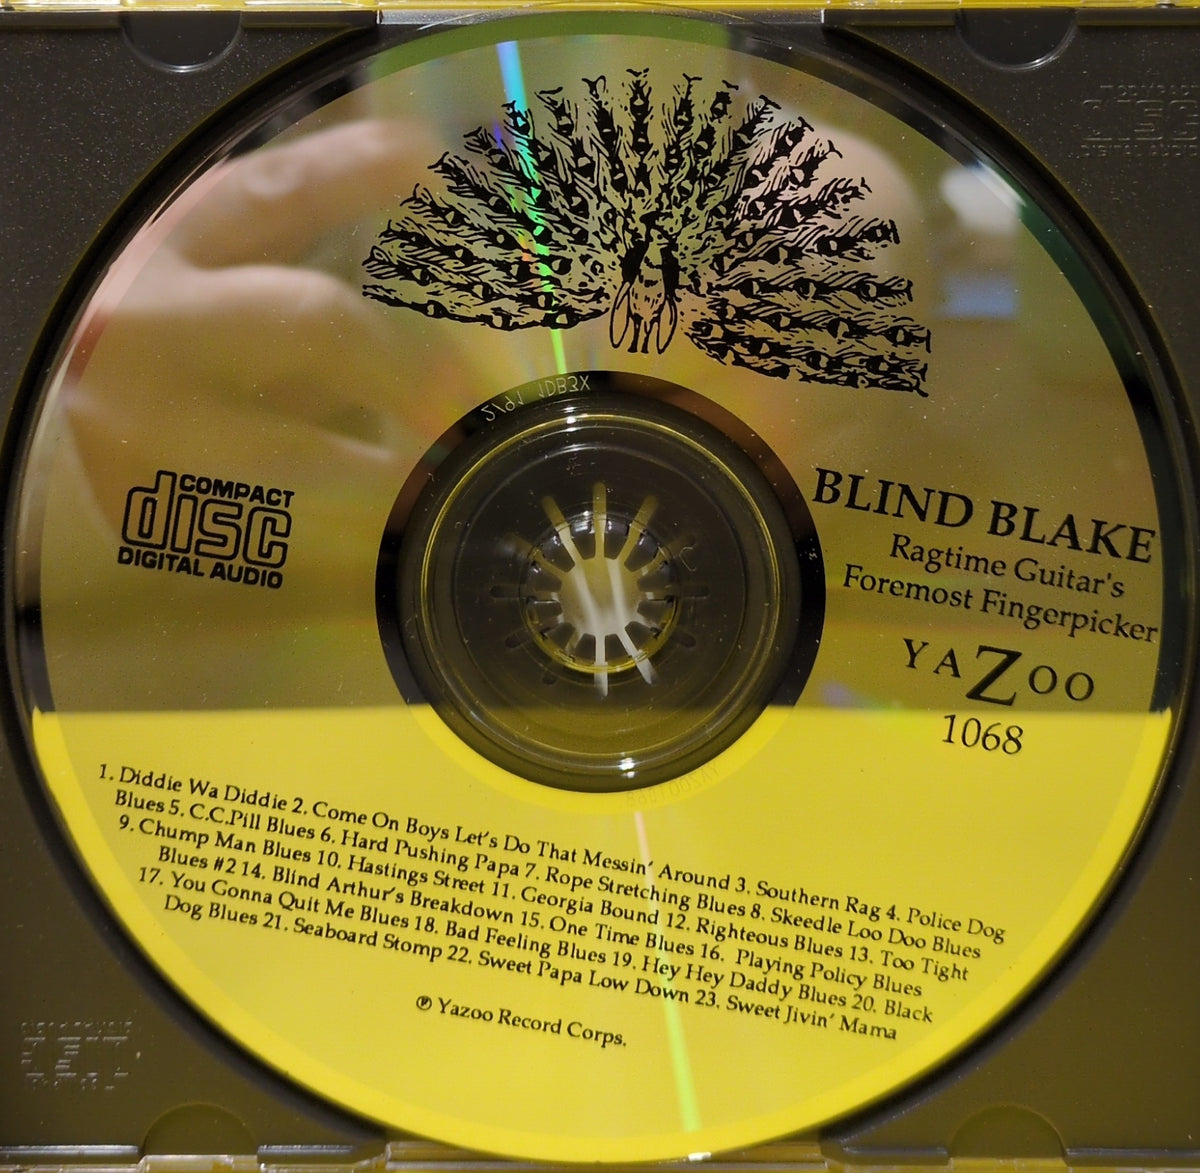 COMPACT
disc
DIGITAL AUDIO
BLIND BLAKE
Ragtime Guitar's
Foremost Fingerpicker
YAZOO
1068
1. Diddie Wa Diddie 2. Come On Boys Let's Do That Messin' Around 3. Southern Rag 4. Police Dog
Blues 5. C.C.Pill Blues 6. Hard Pushing Papa 7. Rope Stretching Blues 8. Skeedle Loo Doo Blues
9. Chump Man Blues 10. Hastings Street 11. Georgia Bound 12. Righteous Blues 13. Too Tight
Blues #2 14. Blind Arthur's Breakdown 15. One Time Blues 16. Playing Policy Blues
17. You Gonna Quit Me Blues 18. Bad Feeling Blues 19. Hey Hey Daddy Blues 20. Black
Dog Blues 21. Seaboard Stomp 22. Sweet Papa Low Down 23. Sweet Jivin' Mama
℗ Yazoo Record Corps.